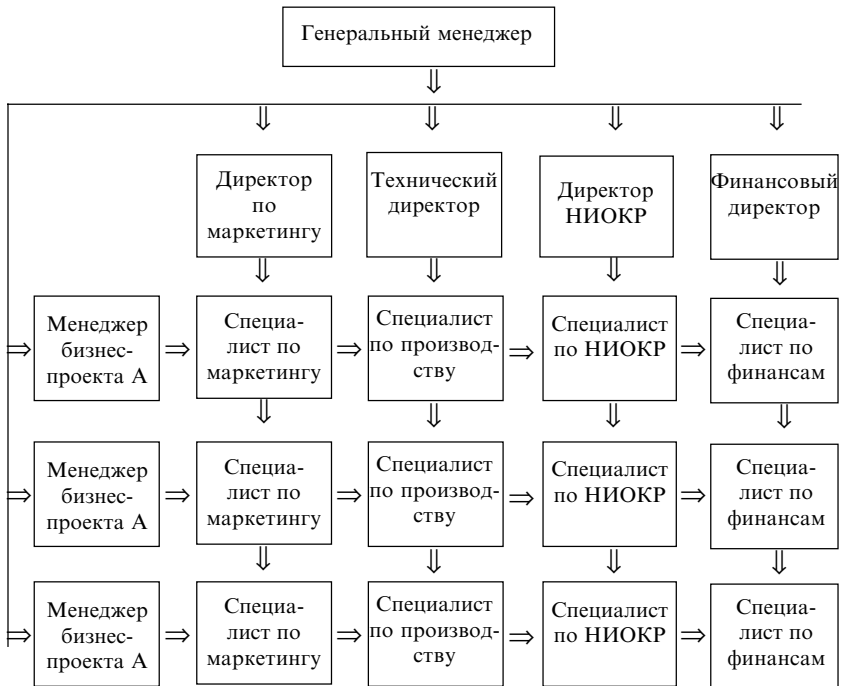 Генеральный менеджер
Директор
по
маркетингу
Технический
директор
Директор
НИОКР
Финансовый
директор
Менеджер
бизнес-
проекта А
Специа-
лист по
маркетингу
Специалист
по производ-
ству
Специалист
по НИОКР
Специа-
лист по
финансам
Менеджер
бизнес-
проекта А
Специа-
лист по
маркетингу
Специалист
по производ-
ству
Специалист
по НИОКР
Специа-
лист по
финансам
Менеджер
бизнес-
проекта А
Специа-
лист по
маркетингу
Специалист
по производ-
ству
Специалист
по НИОКР
Специа-
лист по
финансам